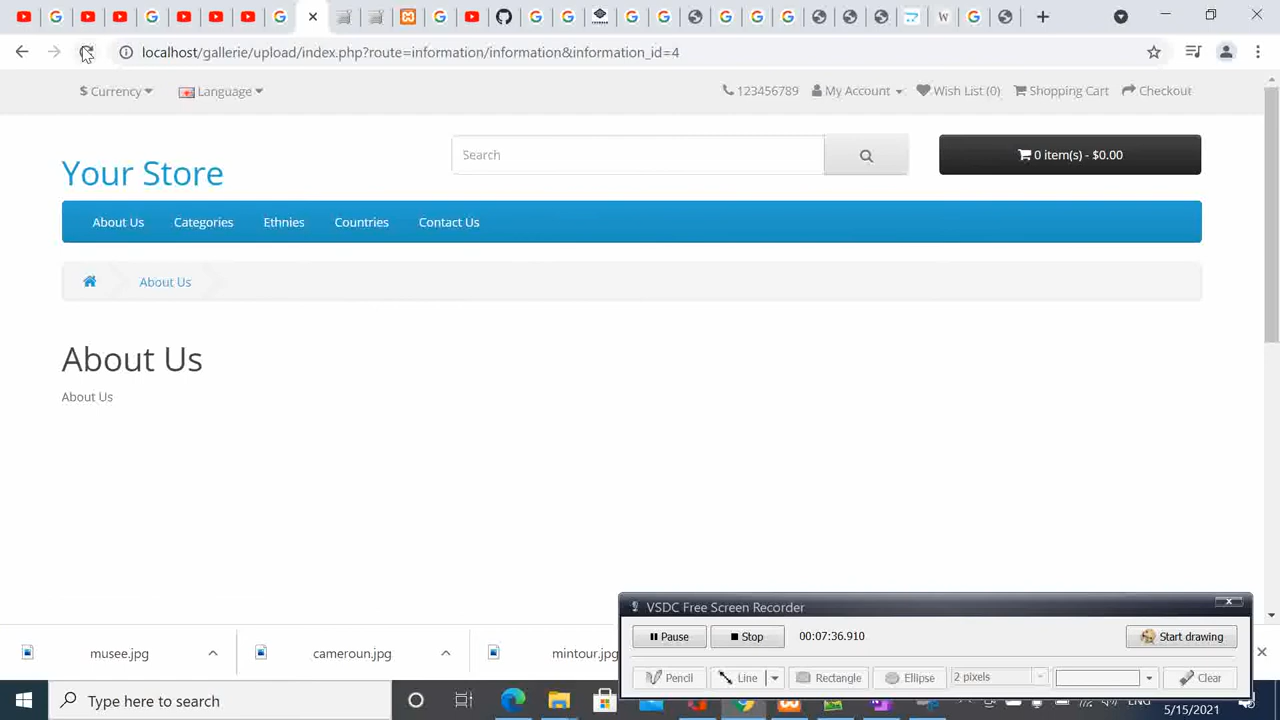 localhost/gallerie/upload/index.php?route=information/information&information_id=4
$ Currency Language 123456789 My Account Wish List (0) Shopping Cart Checkout
Your Store
Search
0 item(s) - $0.00
About Us Categories Ethnies Countries Contact Us
About Us
About Us
About Us
VSDC Free Screen Recorder
Pause Stop 00:07:36.910 Start drawing
musee.jpg cameroun.jpg mintour.jpg
Pencil Line Rectangle Ellipse 2 pixels Clear
Type here to search
ENG
5/15/2021